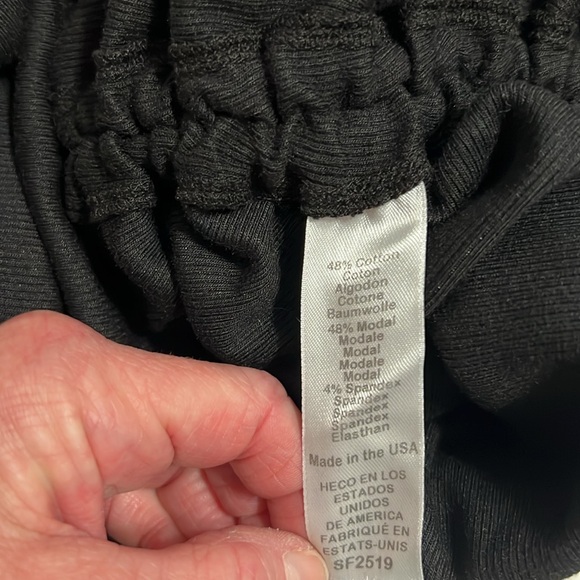 48% Cotton
Coton
Algodón
Cotone
Baumwolle
48% Modal
Modale
Modal
Modale
Modal
4% Spandex
Spandex
Spandex
Spandex
Elasthan
Made in the USA
HECO EN LOS
ESTADOS
UNIDOS
DE AMERICA
FABRIQUÉ EN
ESTATS-UNIS
SF2519